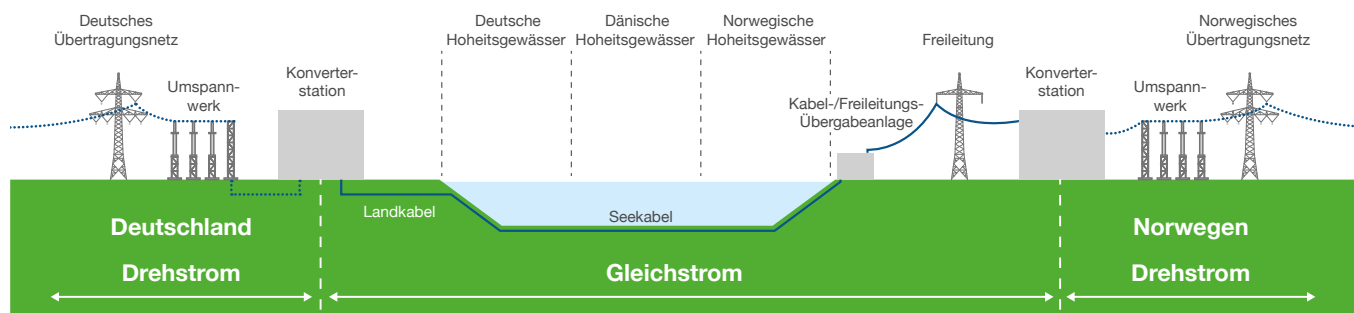 Deutsches
Übertragungsnetz
Umspann-
werk
Konverter-
station
Deutsche
Hoheitsgewässer
Dänische
Hoheitsgewässer
Norwegische
Hoheitsgewässer
Kabel-/Freileitungs-
Übergabeanlage
Freileitung
Konverter-
station
Umspann-
werk
Norwegisches
Übertragungsnetz
Landkabel
Seekabel
Deutschland
Norwegen
Drehstrom
Gleichstrom
Drehstrom